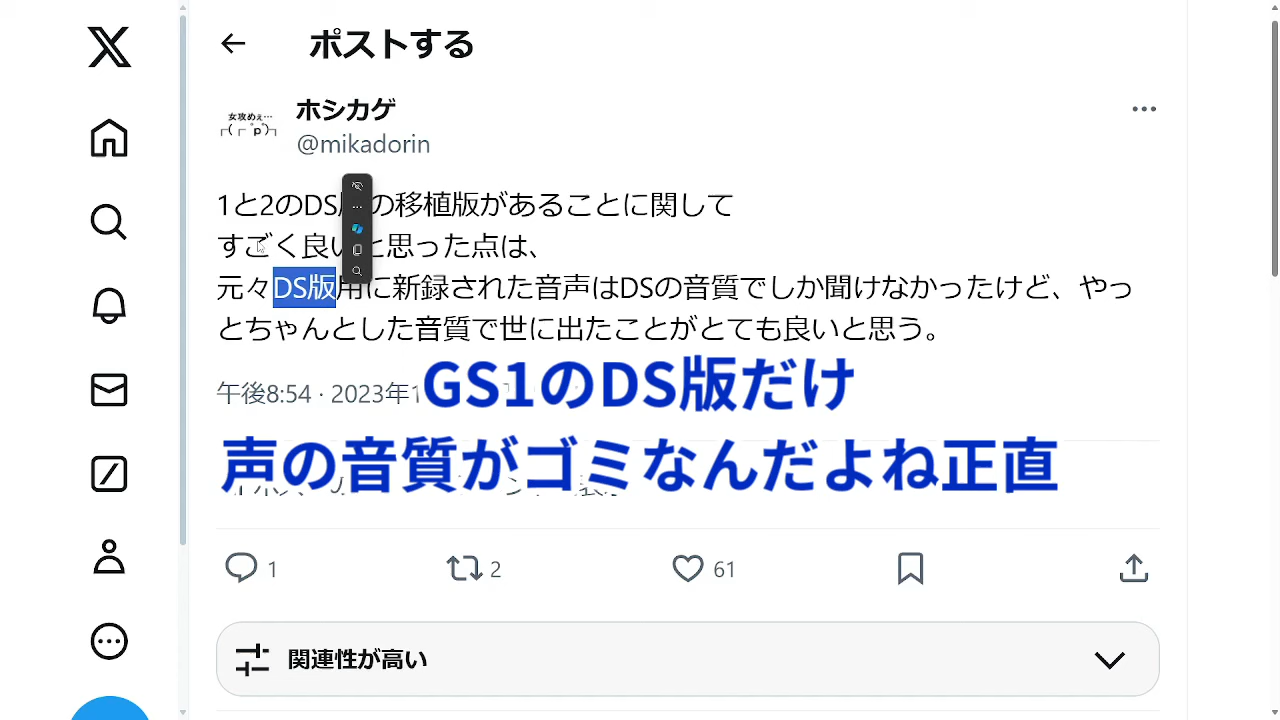 ポストする
女攻めぇ…
ホシカゲ
@mikadorin
1と2のDS版の移植版があることに関して
すごく良いと思った点は、
元々DS版用に新録された音声はDSの音質でしか聞けなかったけど、やっ
とちゃんとした音質で世に出たことがとても良いと思う。
午後8:54 · 2023年1
GS1のDS版だけ
声の音質がゴミなんだよね正直
1
2
61
関連性が高い